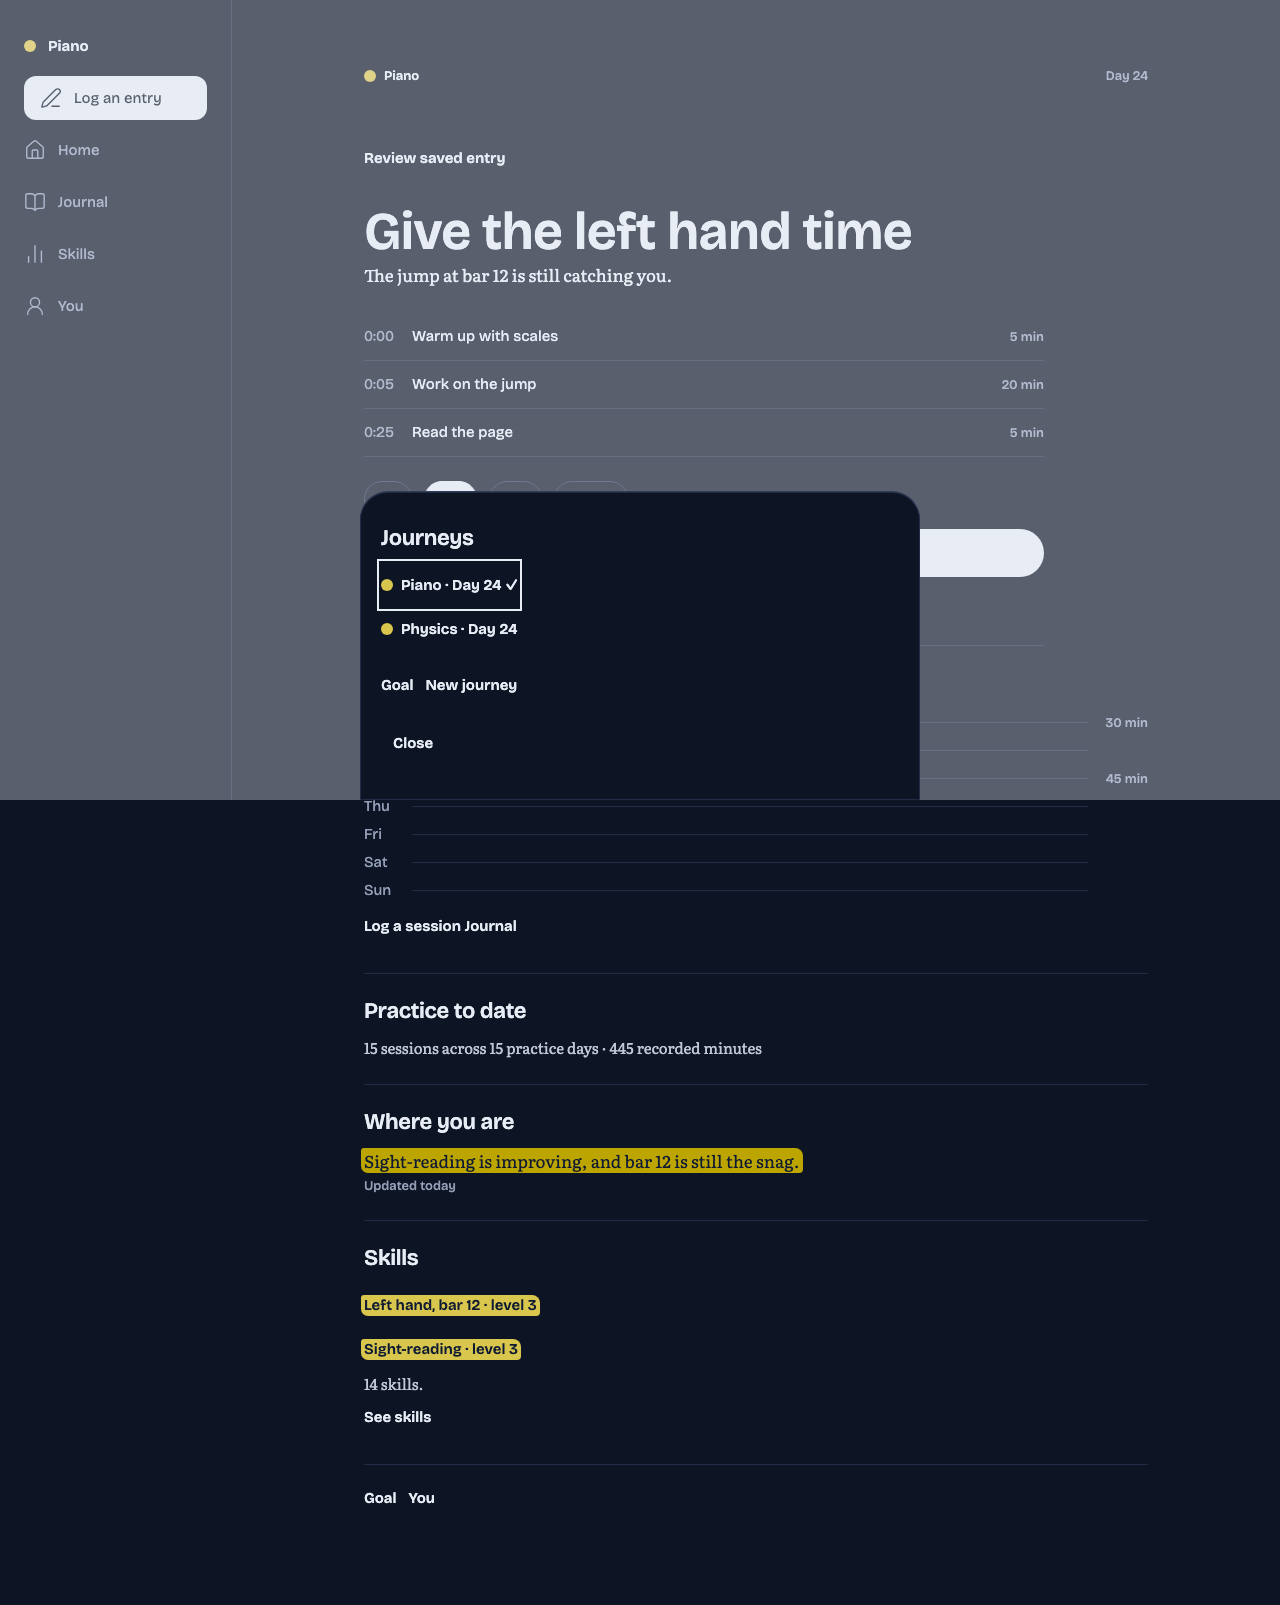 Piano
Log an entry
Home
Journal
Skills
You
Piano
Day 24
Review saved entry
Give the left hand time
The jump at bar 12 is still catching you.
0:00 Warm up with scales 5 min
0:05 Work on the jump 20 min
0:25 Read the page 5 min
Journeys
Piano · Day 24 ✓
Physics · Day 24
Goal New journey
Close
30 min
45 min
Thu
Fri
Sat
Sun
Log a session Journal
Practice to date
15 sessions across 15 practice days · 445 recorded minutes
Where you are
Sight-reading is improving, and bar 12 is still the snag.
Updated today
Skills
Left hand, bar 12 · level 3
Sight-reading · level 3
14 skills.
See skills
Goal You